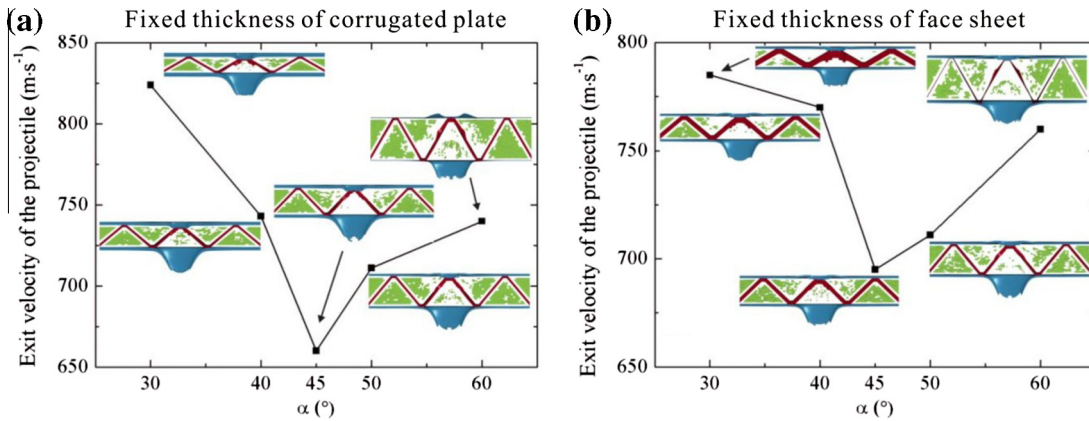 (a)
Fixed thickness of corrugated plate
Exit velocity of the projectile (m·s⁻¹)
850
800
750
700
650
30
40
45
50
60
α (°)
(b)
Fixed thickness of face sheet
Exit velocity of the projectile (m·s⁻¹)
800
750
700
650
30
40
45
50
60
α (°)